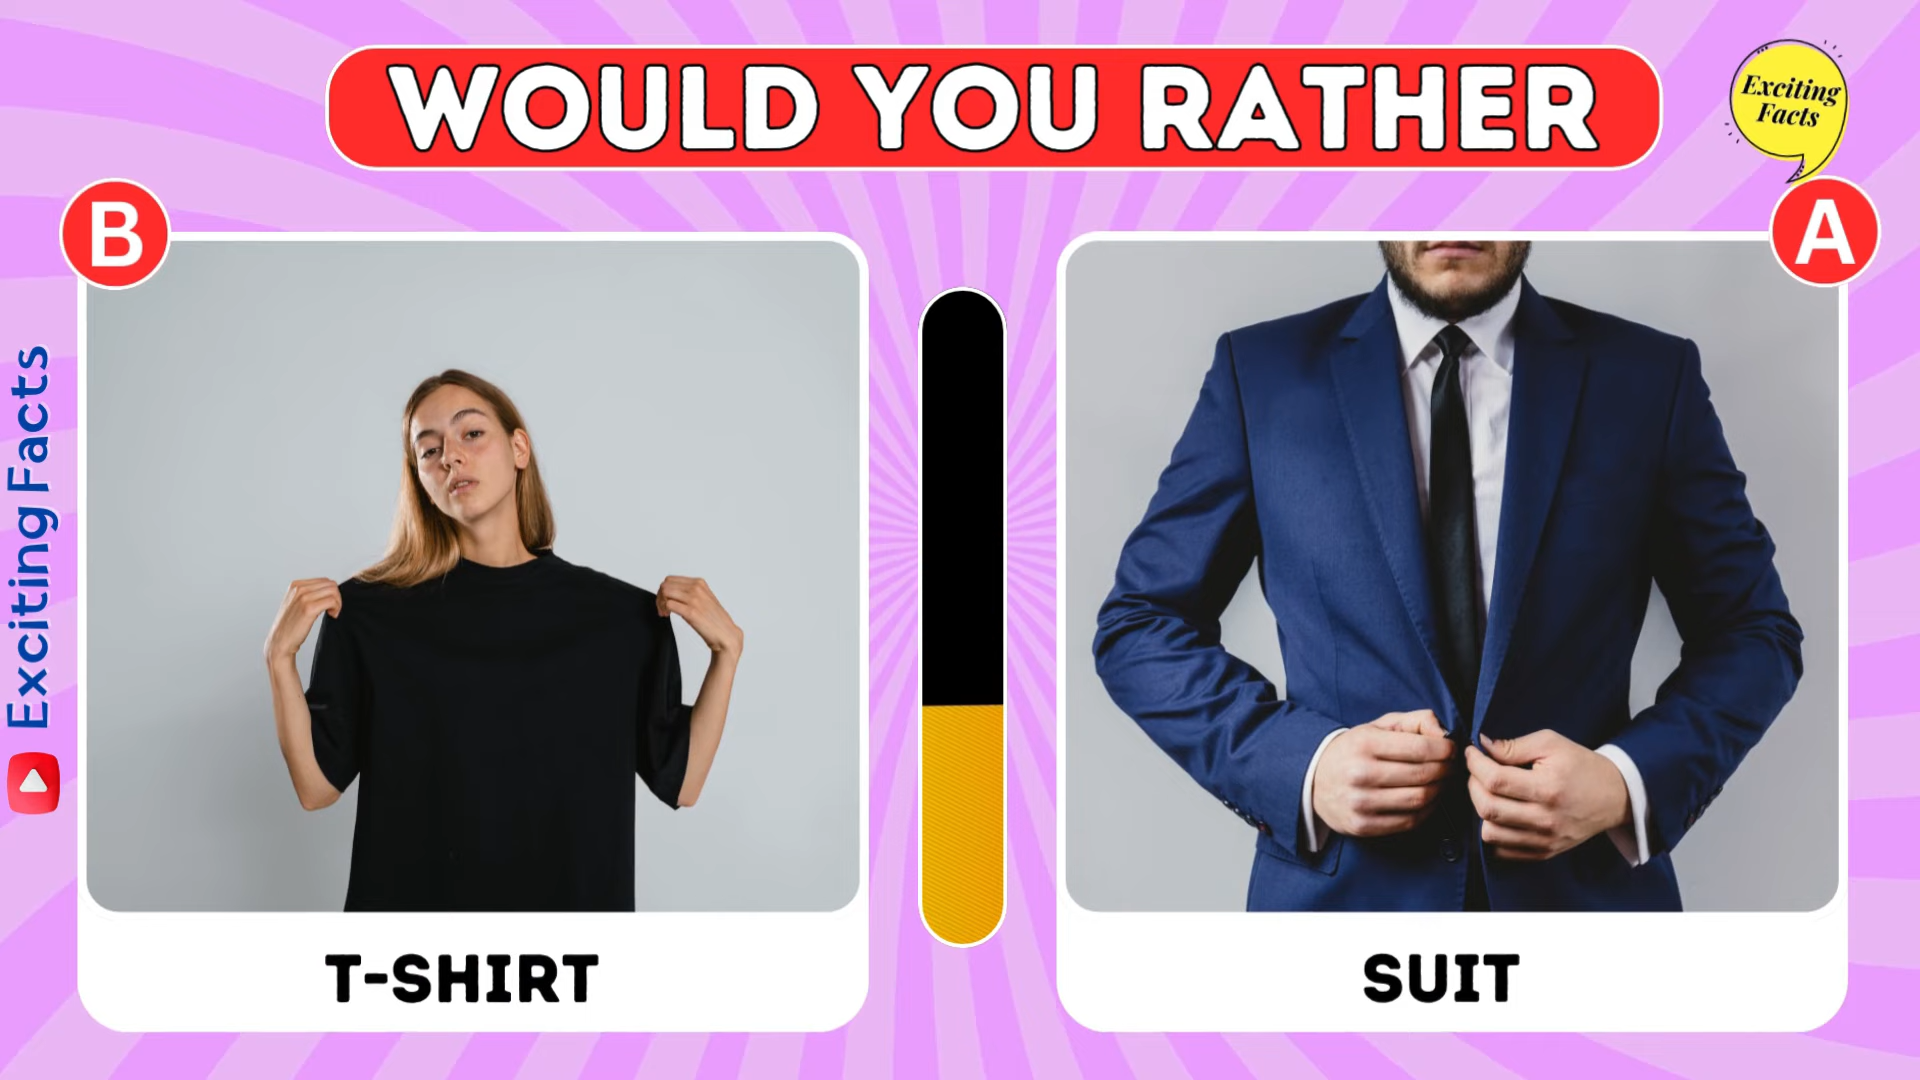 WOULD YOU RATHER
Exciting
Facts
B
A
Exciting Facts
T-SHIRT
SUIT